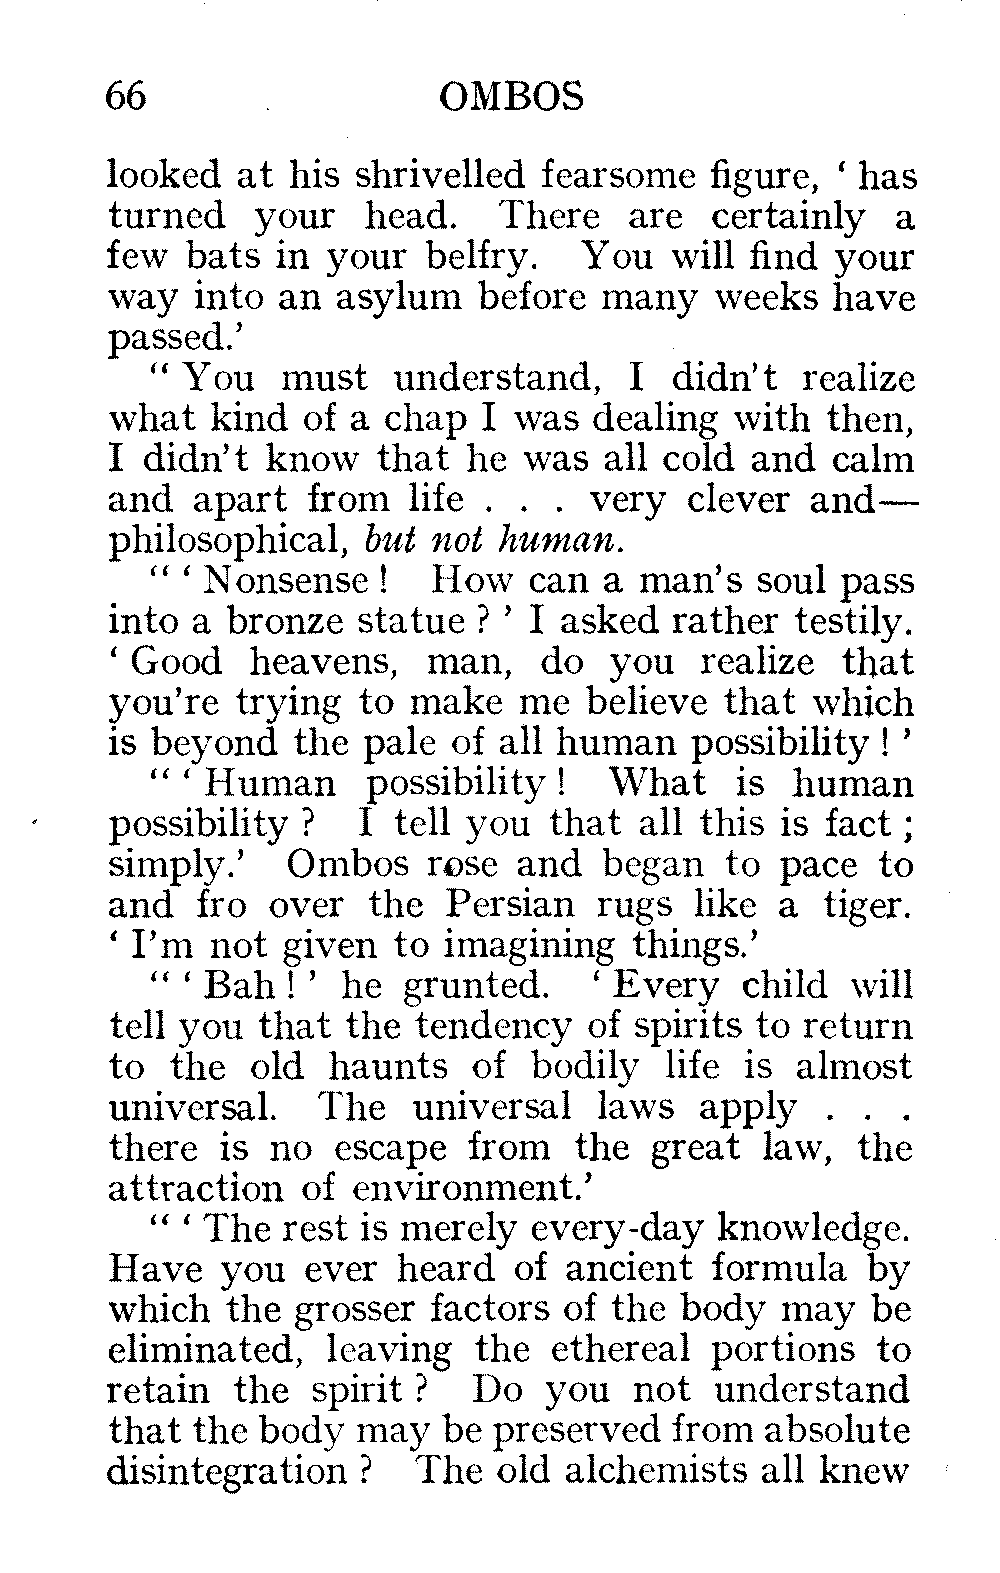 66 OMBOS
looked at his shrivelled fearsome figure, ‘ has
turned your head. There are certainly a
few bats in your belfry. You will find your
way into an asylum before many weeks have
passed.’
“ You must understand, I didn’t realize
what kind of a chap I was dealing with then,
I didn’t know that he was all cold and calm
and apart from life . . . very clever and—
philosophical, but not human.
“ ‘ Nonsense ! How can a man’s soul pass
into a bronze statue ? ’ I asked rather testily.
‘ Good heavens, man, do you realize that
you’re trying to make me believe that which
is beyond the pale of all human possibility ! ’
“ ‘ Human possibility ! What is human
possibility ? I tell you that all this is fact ;
simply.’ Ombos rose and began to pace to
and fro over the Persian rugs like a tiger.
‘ I’m not given to imagining things.’
“ ‘ Bah ! ’ he grunted. ‘ Every child will
tell you that the tendency of spirits to return
to the old haunts of bodily life is almost
universal. The universal laws apply . . .
there is no escape from the great law, the
attraction of environment.’
“ ‘ The rest is merely every-day knowledge.
Have you ever heard of ancient formula by
which the grosser factors of the body may be
eliminated, leaving the ethereal portions to
retain the spirit ? Do you not understand
that the body may be preserved from absolute
disintegration ? The old alchemists all knew